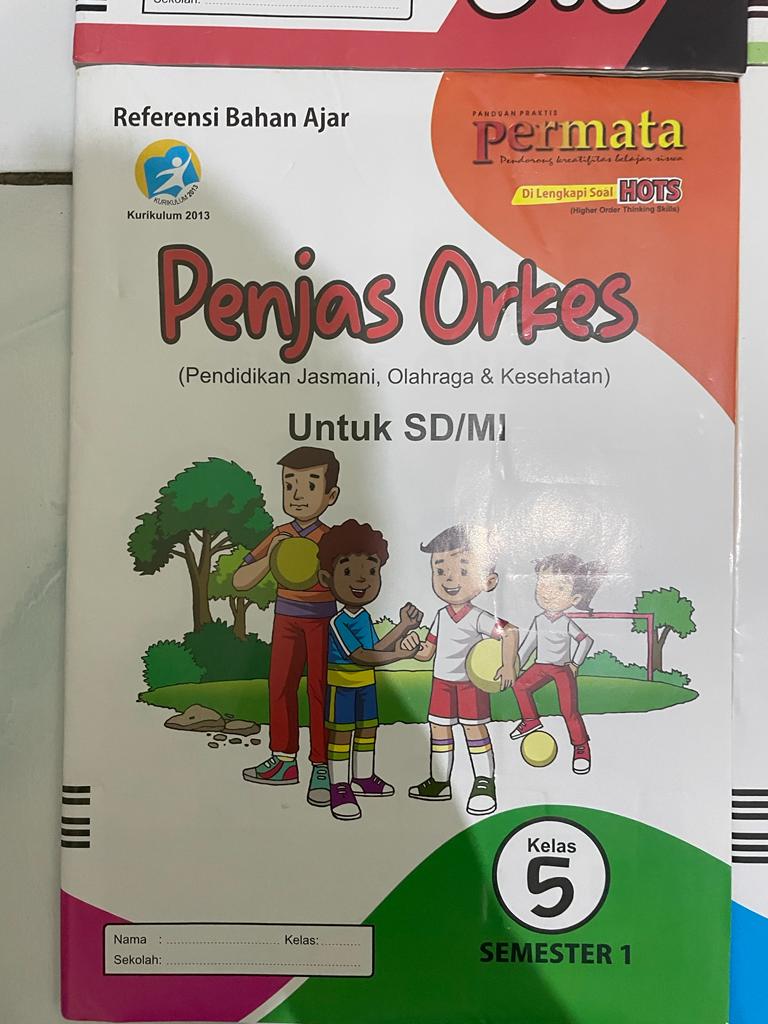 Referensi Bahan Ajar
KURIKULUM 2013
Kurikulum 2013
PANDUAN PRAKTIS
Permata
Pendorong kreatifitas belajar siswa
Di Lengkapi Soal HOTS
(Higher Order Thinking Skills)
Penjas Orkes
(Pendidikan Jasmani, Olahraga & Kesehatan)
Untuk SD/MI
Kelas
5
SEMESTER 1
Nama : .................................... Kelas: ............
Sekolah: ..............................................................